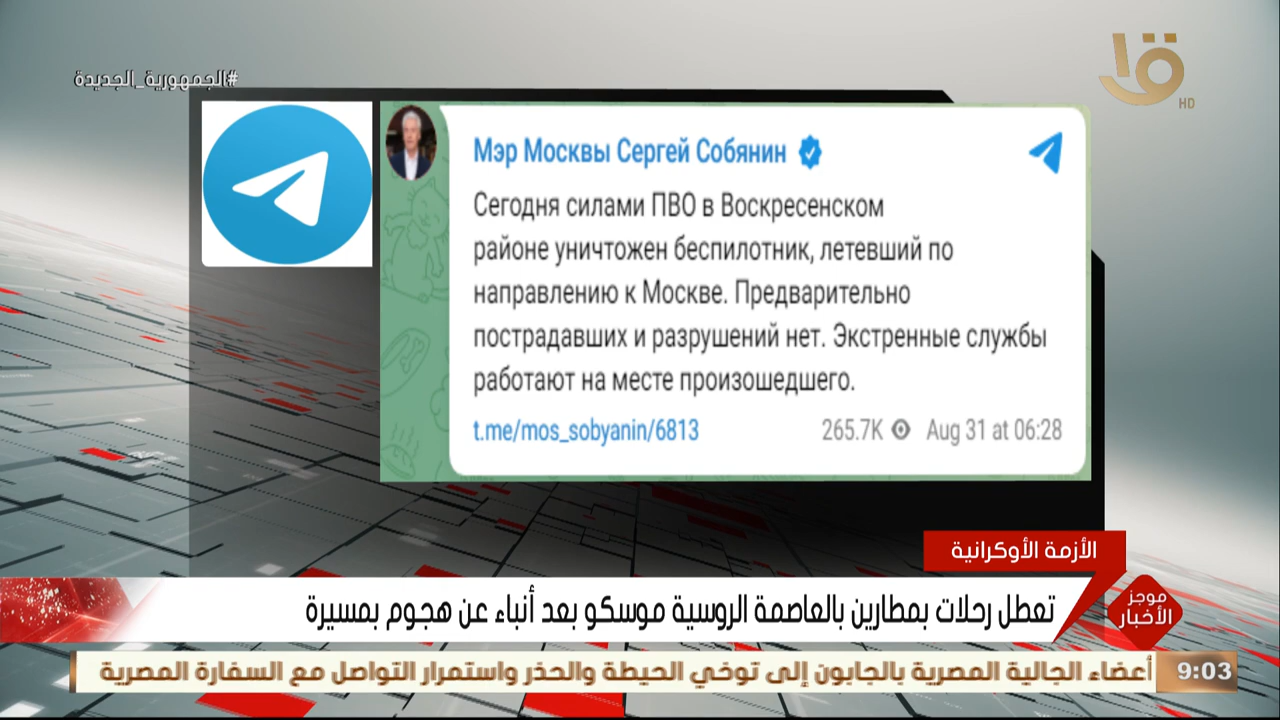 #الجمهورية_الجديدة
HD
Мэр Москвы Сергей Собянин
Сегодня силами ПВО в Воскресенском
районе уничтожен беспилотник, летевший по
направлению к Москве. Предварительно
пострадавших и разрушений нет. Экстренные службы
работают на месте произошедшего.
t.me/mos_sobyanin/6813 265.7K Aug 31 at 06:28
الأزمة الأوكرانية
موجز
الأخبار
تعطل رحلات بمطارين بالعاصمة الروسية موسكو بعد أنباء عن هجوم بمسيرة
9:03
أعضاء الجالية المصرية بالجابون إلى توخي الحيطة والحذر واستمرار التواصل مع السفارة المصرية